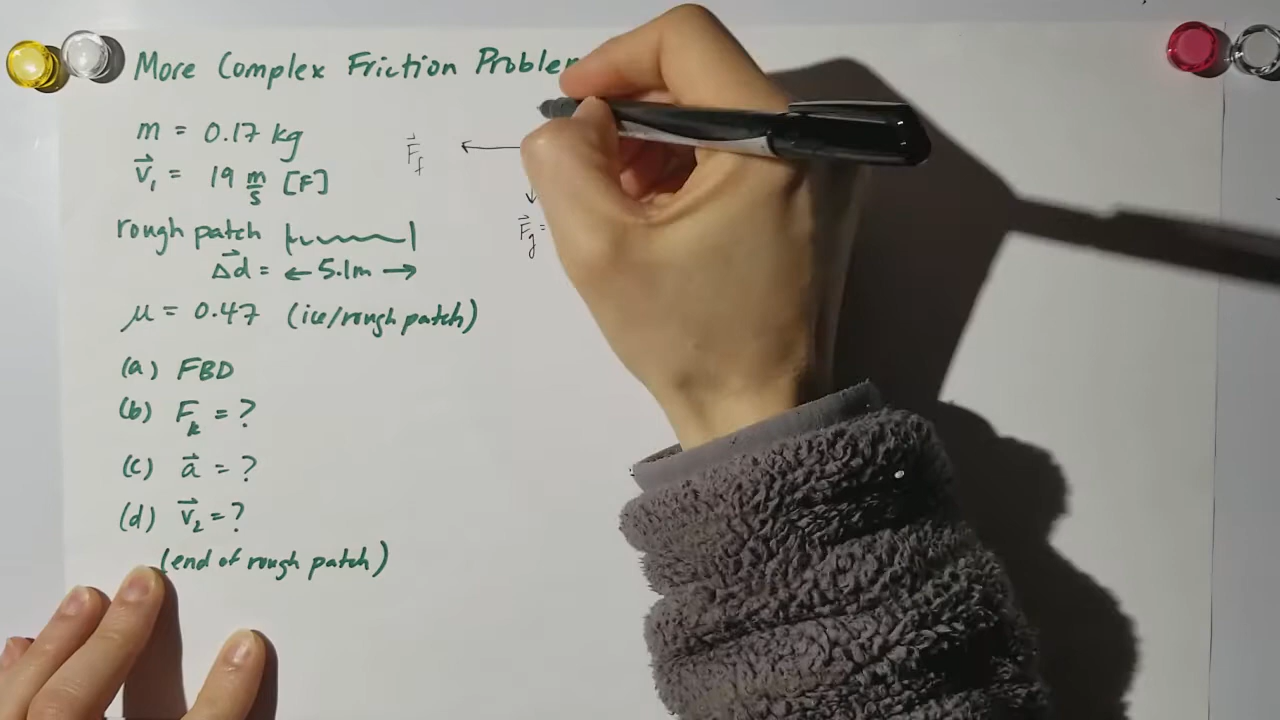 More Complex Friction
m = 0.17 kg
v⃗₁ = 19 m/s [F]
rough patch
Δd⃗ = ← 5.1m →
μ = 0.47 (ice/rough patch)
(a) FBD
(b) Fₖ = ?
(c) a⃗ = ?
(d) v⃗₂ = ?
(end of rough patch)
F⃗f
F⃗g =